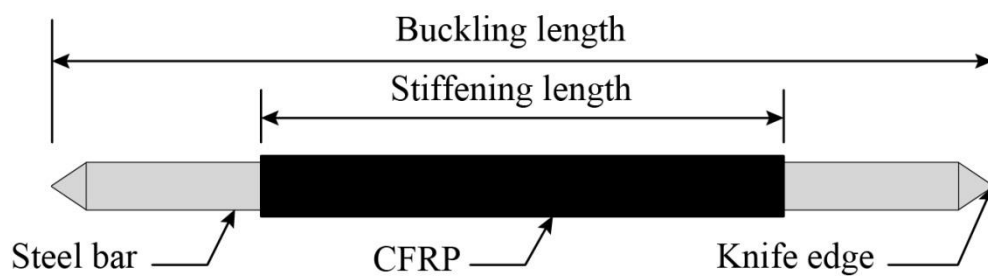 Buckling length
Stiffening length
Steel bar
CFRP
Knife edge